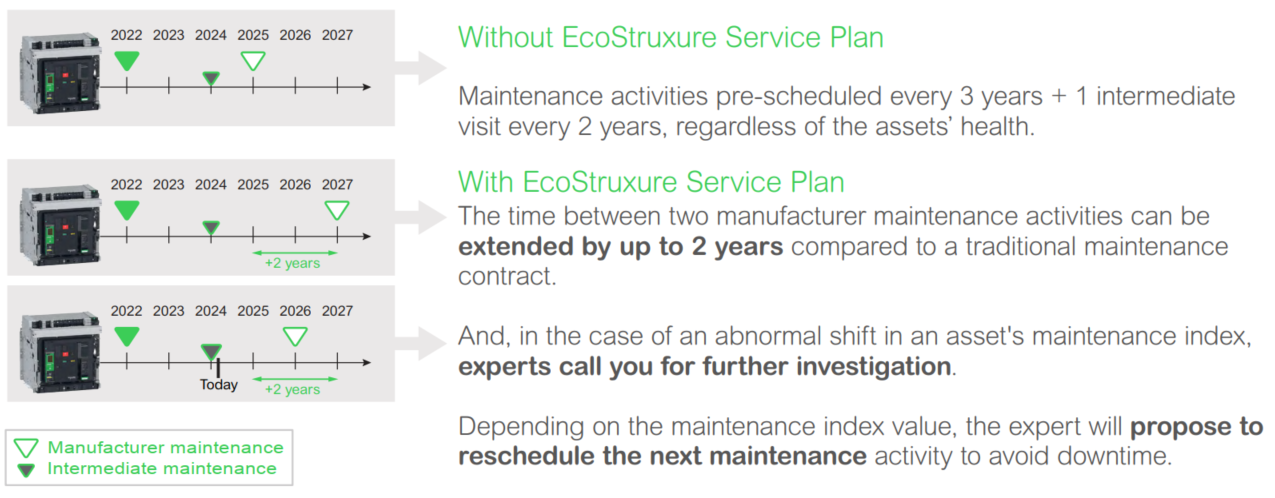 2022 2023 2024 2025 2026 2027
Without EcoStruxure Service Plan
Maintenance activities pre-scheduled every 3 years + 1 intermediate
visit every 2 years, regardless of the assets' health.
2022 2023 2024 2025 2026 2027
+2 years
With EcoStruxure Service Plan
The time between two manufacturer maintenance activities can be
extended by up to 2 years compared to a traditional maintenance
contract.
2022 2023 2024 2025 2026 2027
Today
+2 years
And, in the case of an abnormal shift in an asset's maintenance index,
experts call you for further investigation.
Depending on the maintenance index value, the expert will propose to
reschedule the next maintenance activity to avoid downtime.
Manufacturer maintenance
Intermediate maintenance